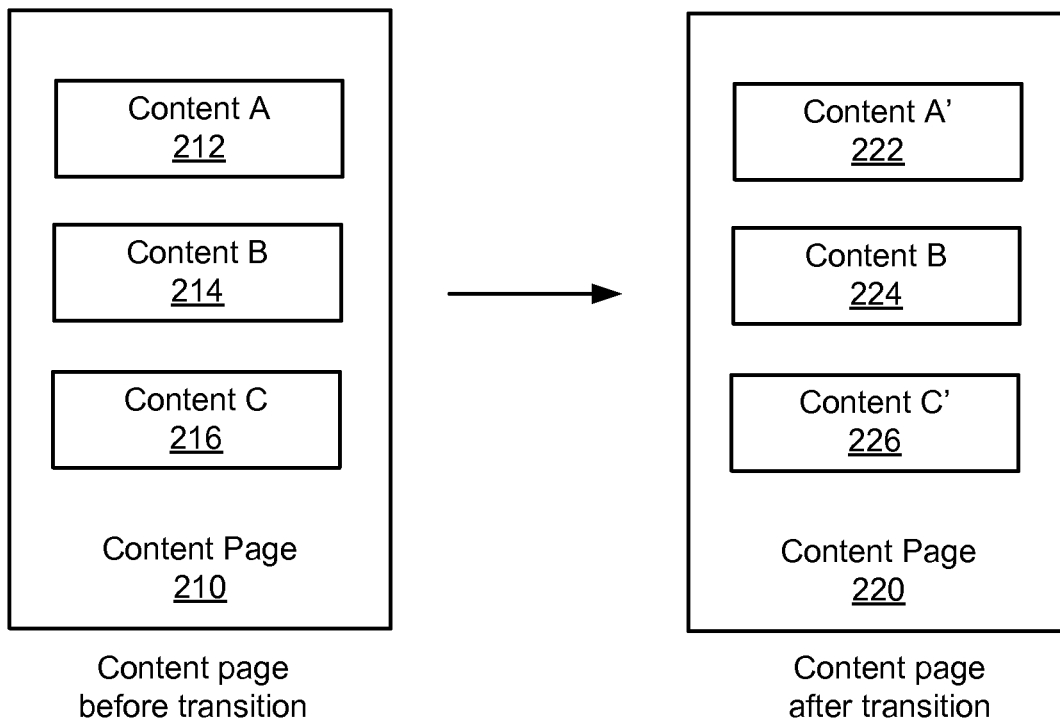 Content A
212
Content B
214
Content C
216
Content Page
210
Content page
before transition
Content A’
222
Content B
224
Content C’
226
Content Page
220
Content page
after transition